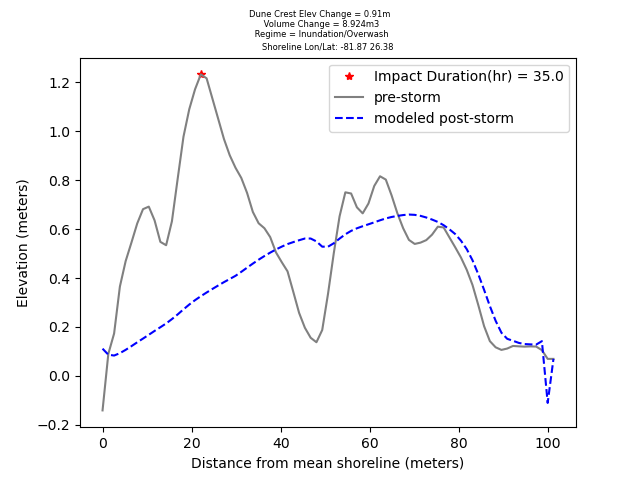 Dune Crest Elev Change = 0.91m
Volume Change = 8.924m3
Regime = Inundation/Overwash
Shoreline Lon/Lat: -81.87 26.38
Impact Duration(hr) = 35.0
pre-storm
modeled post-storm
Elevation (meters)
1.2
1.0
0.8
0.6
0.4
0.2
0.0
−0.2
0 20 40 60 80 100
Distance from mean shoreline (meters)